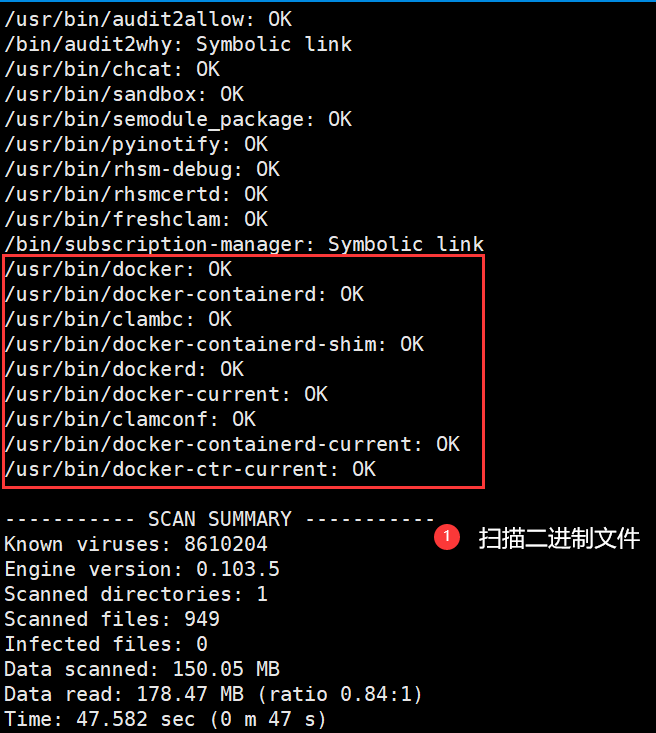 /usr/bin/audit2allow: OK
/bin/audit2why: Symbolic link
/usr/bin/chcat: OK
/usr/bin/sandbox: OK
/usr/bin/semodule_package: OK
/usr/bin/pyinotify: OK
/usr/bin/rhsm-debug: OK
/usr/bin/rhsmcertd: OK
/usr/bin/freshclam: OK
/bin/subscription-manager: Symbolic link
/usr/bin/docker: OK
/usr/bin/docker-containerd: OK
/usr/bin/clambc: OK
/usr/bin/docker-containerd-shim: OK
/usr/bin/dockerd: OK
/usr/bin/docker-current: OK
/usr/bin/clamconf: OK
/usr/bin/docker-containerd-current: OK
/usr/bin/docker-ctr-current: OK
----------- SCAN SUMMARY -----------
1 扫描二进制文件
Known viruses: 8610204
Engine version: 0.103.5
Scanned directories: 1
Scanned files: 949
Infected files: 0
Data scanned: 150.05 MB
Data read: 178.47 MB (ratio 0.84:1)
Time: 47.582 sec (0 m 47 s)